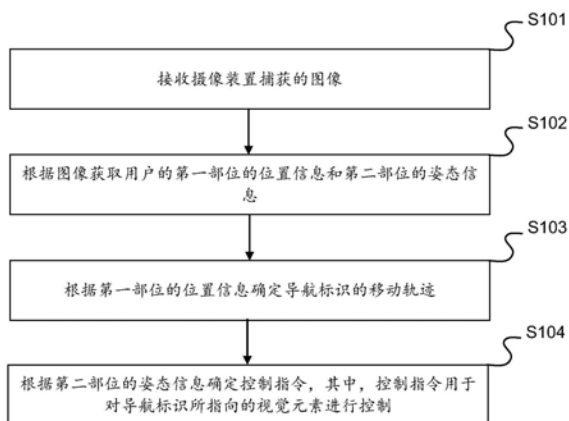 S101
接收摄像装置捕获的图像
S102
根据图像获取用户的第一部位的位置信息和第二部位的姿态信
息
S103
根据第一部位的位置信息确定导航标识的移动轨迹
S104
根据第二部位的姿态信息确定控制指令，其中，控制指令用于
对导航标识所指向的视觉元素进行控制